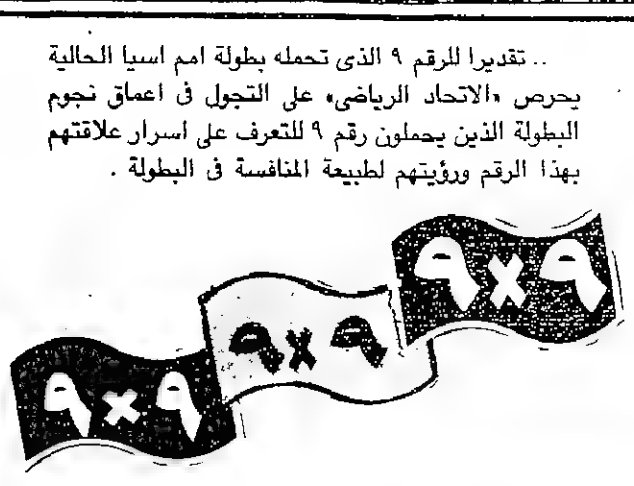 .. تقديرا للرقم ٩ الذى تحمله بطولة امم اسيا الحالية
يحرص «الاتحاد الرياضى» على التجول فى اعماق نجوم
البطولة الذين يحملون رقم ٩ للتعرف على اسرار علاقتهم
بهذا الرقم ورؤيتهم لطبيعة المنافسة فى البطولة .
٩×٩
٩×٩
٩×٩